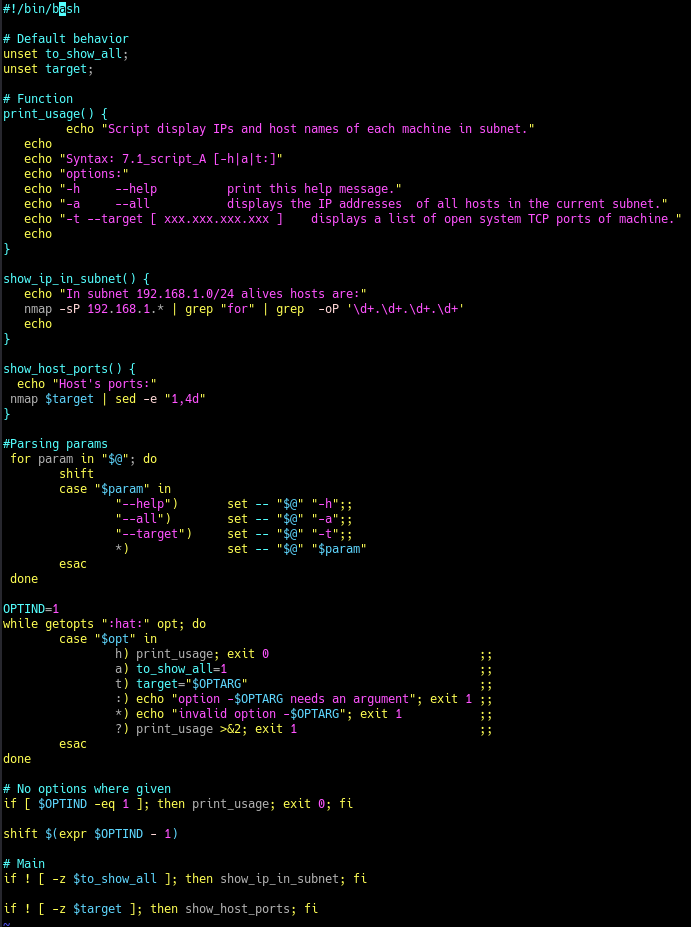 #!/bin/bash

# Default behavior
unset to_show_all;
unset target;

# Function
print_usage() {
         echo "Script display IPs and host names of each machine in subnet."
   echo
   echo "Syntax: 7.1_script_A [-h|a|t:]"
   echo "options:"
   echo "-h     --help          print this help message."
   echo "-a     --all           displays the IP addresses  of all hosts in the current subnet."
   echo "-t --target [ xxx.xxx.xxx.xxx ]    displays a list of open system TCP ports of machine."
   echo
}

show_ip_in_subnet() {
   echo "In subnet 192.168.1.0/24 alives hosts are:"
   nmap -sP 192.168.1.* | grep "for" | grep  -oP '\d+.\d+.\d+.\d+'
   echo
}

show_host_ports() {
  echo "Host's ports:"
 nmap $target | sed -e "1,4d"
}

#Parsing params
 for param in "$@"; do
        shift
        case "$param" in
                "--help")       set -- "$@" "-h";;
                "--all")        set -- "$@" "-a";;
                "--target")     set -- "$@" "-t";;
                *)              set -- "$@" "$param"
        esac
 done

OPTIND=1
while getopts ":hat:" opt; do
        case "$opt" in
                h) print_usage; exit 0                              ;;
                a) to_show_all=1                                    ;;
                t) target="$OPTARG"                                 ;;
                :) echo "option -$OPTARG needs an argument"; exit 1 ;;
                *) echo "invalid option -$OPTARG"; exit 1           ;;
                ?) print_usage >&2; exit 1                          ;;
        esac
done

# No options where given
if [ $OPTIND -eq 1 ]; then print_usage; exit 0; fi

shift $(expr $OPTIND - 1)

# Main
if ! [ -z $to_show_all ]; then show_ip_in_subnet; fi

if ! [ -z $target ]; then show_host_ports; fi
~